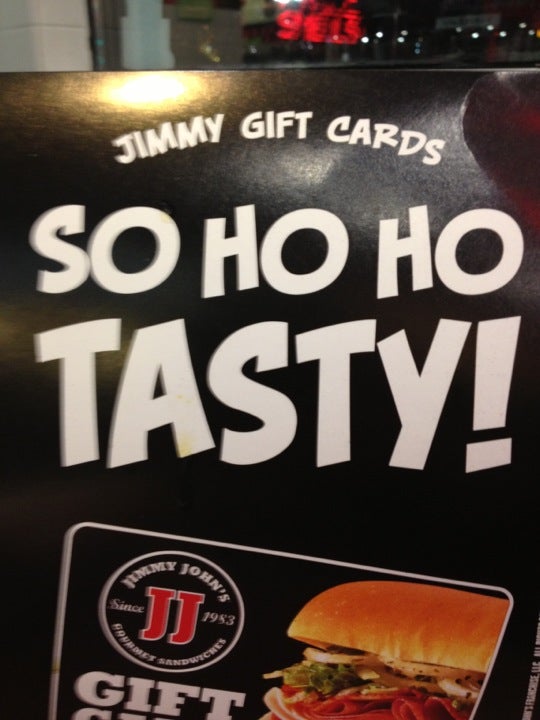 JIMMY GIFT CARDS
SO HO HO
TASTY!
JIMMY JOHN'S
Since JJ 1983
GOURMET SANDWICHES
GIFT